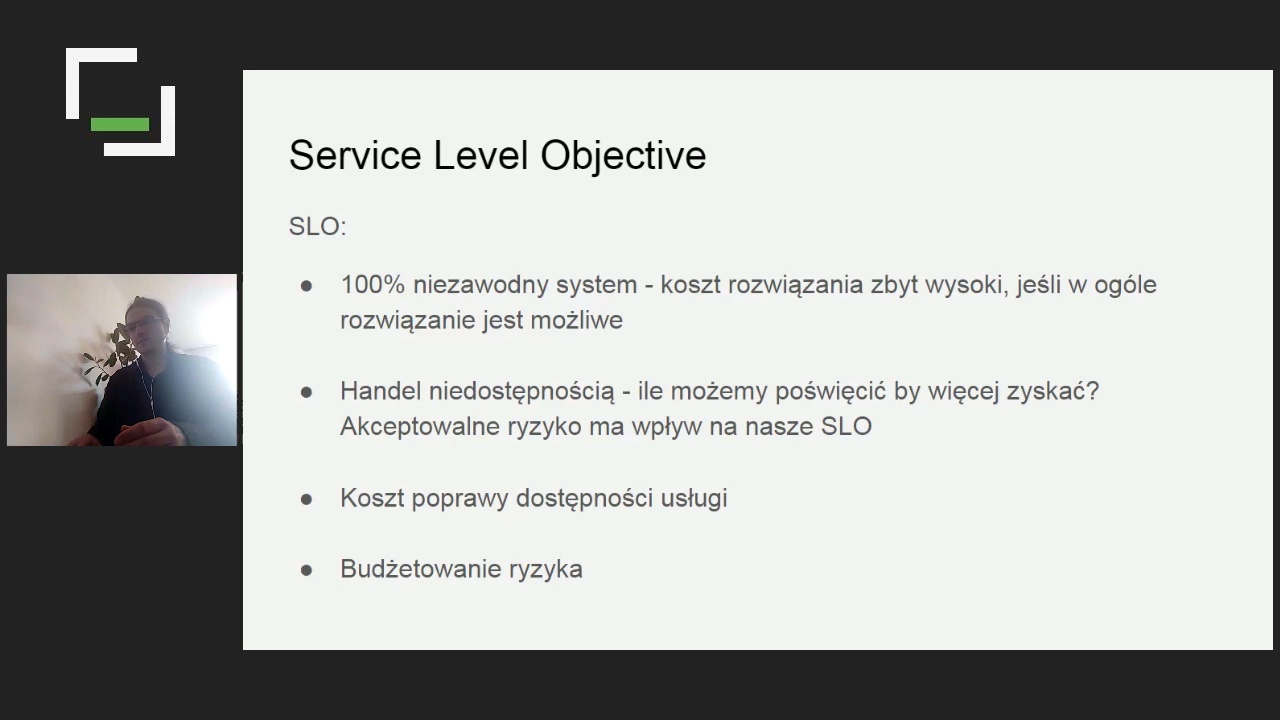 Service Level Objective
SLO:
● 100% niezawodny system - koszt rozwiązania zbyt wysoki, jeśli w ogóle
rozwiązanie jest możliwe
● Handel niedostępnością - ile możemy poświęcić by więcej zyskać?
Akceptowalne ryzyko ma wpływ na nasze SLO
● Koszt poprawy dostępności usługi
● Budżetowanie ryzyka